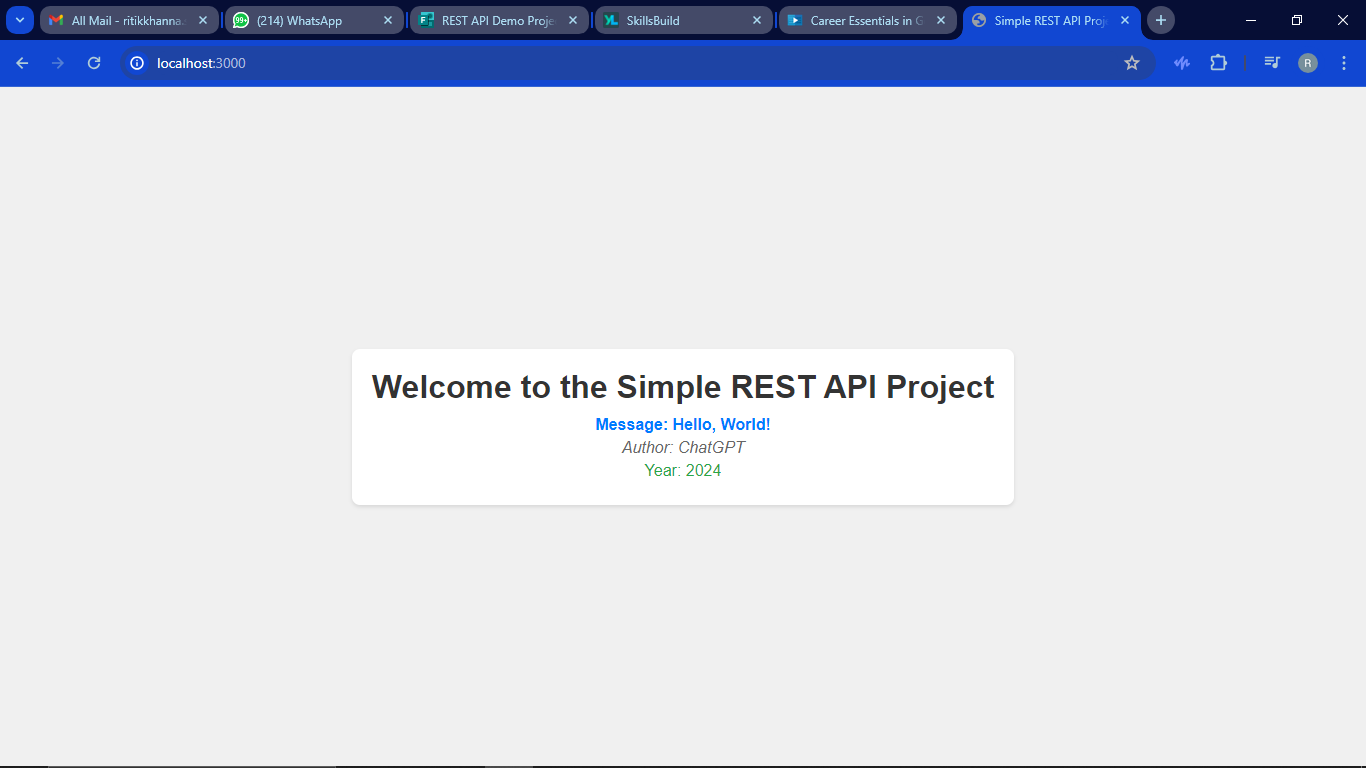 All Mail - ritikkhanna
(214) WhatsApp
REST API Demo Proje
SkillsBuild
Career Essentials in G
Simple REST API Proj
localhost:3000
R
Welcome to the Simple REST API Project
Message: Hello, World!
Author: ChatGPT
Year: 2024